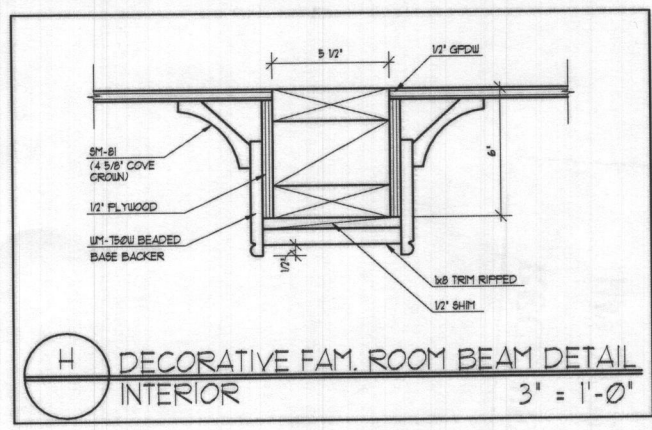 5 1/2"
1/2" GPDW
6"
SM-81
(4 5/8" COVE
CROWN)
1/2" PLYWOOD
WM-750W BEADED
BASE BACKER
1/2"
1x8 TRIM RIPPED
1/2" SHIM
H
DECORATIVE FAM. ROOM BEAM DETAIL
INTERIOR
3" = 1'-0"